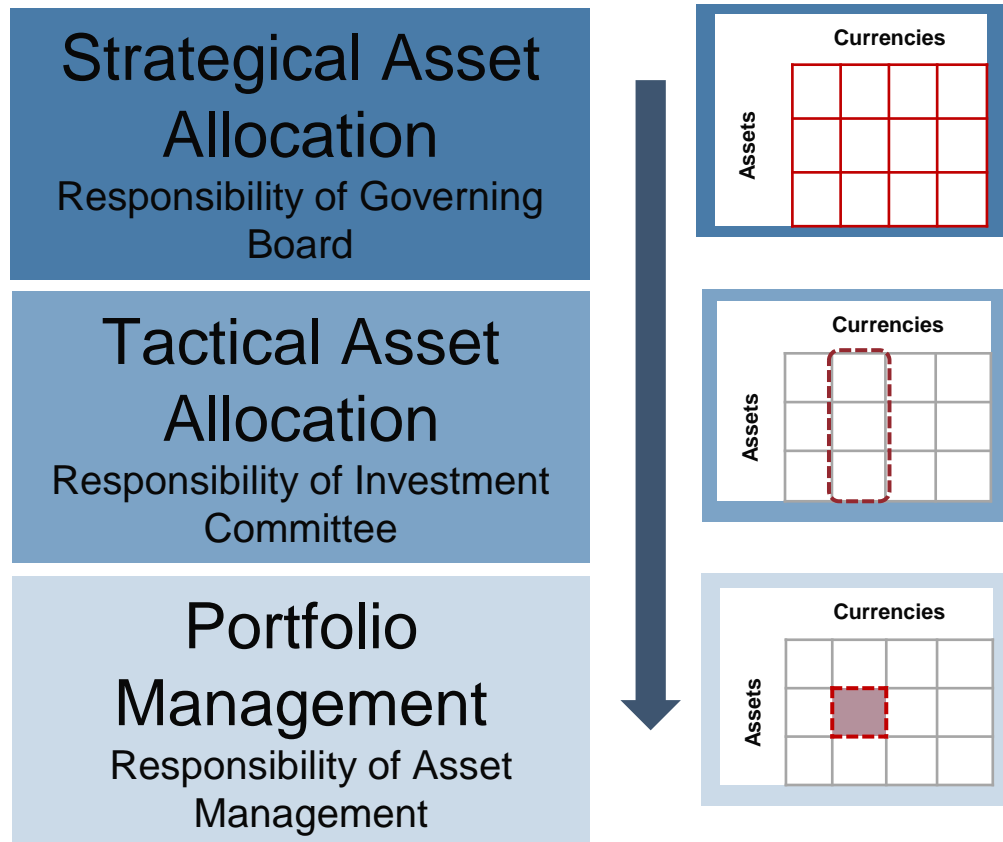 Strategical Asset
Allocation
Responsibility of Governing
Board
Currencies
Assets
Tactical Asset
Allocation
Responsibility of Investment
Committee
Currencies
Assets
Portfolio
Management
Responsibility of Asset
Management
Currencies
Assets